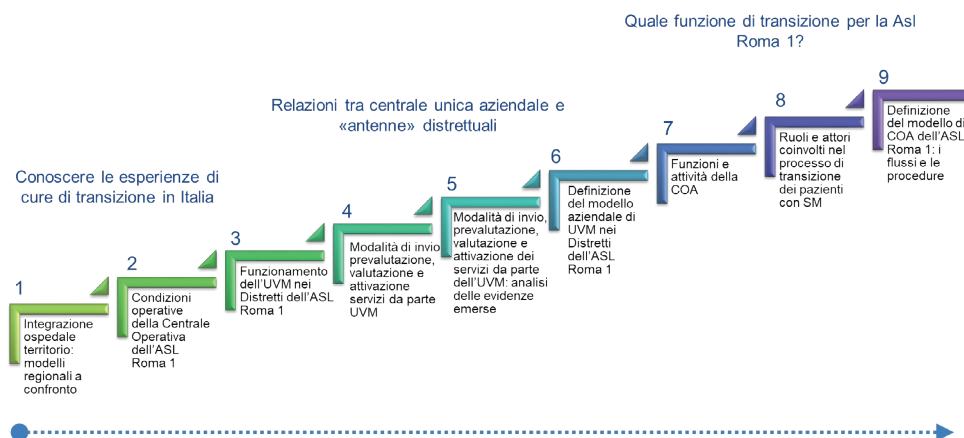 Quale funzione di transizione per la Asl
Roma 1?
Relazioni tra centrale unica aziendale e
«antenne» distrettuali
Conoscere le esperienze di
cure di transizione in Italia
1
Integrazione
ospedale
territorio:
modelli
regionali a
confronto
2
Condizioni
operative
della Centrale
Operativa
dell'ASL
Roma 1
3
Funzionamento
dell'UVM nei
Distretti dell'ASL
Roma 1
4
Modalità di invio,
prevalutazione,
valutazione e
attivazione
servizi da parte
UVM
5
Modalità di invio,
prevalutazione,
valutazione e
attivazione dei
servizi da parte
dell'UVM: analisi
delle evidenze
emerse
6
Definizione
del modello
aziendale di
UVM nei
Distretti
dell'ASL
Roma 1
7
Funzioni e
attività della
COA
8
Ruoli e attori
coinvolti nel
processo di
transizione
dei pazienti
con SM
9
Definizione
del modello di
COA dell'ASL
Roma 1: i
flussi e le
procedure